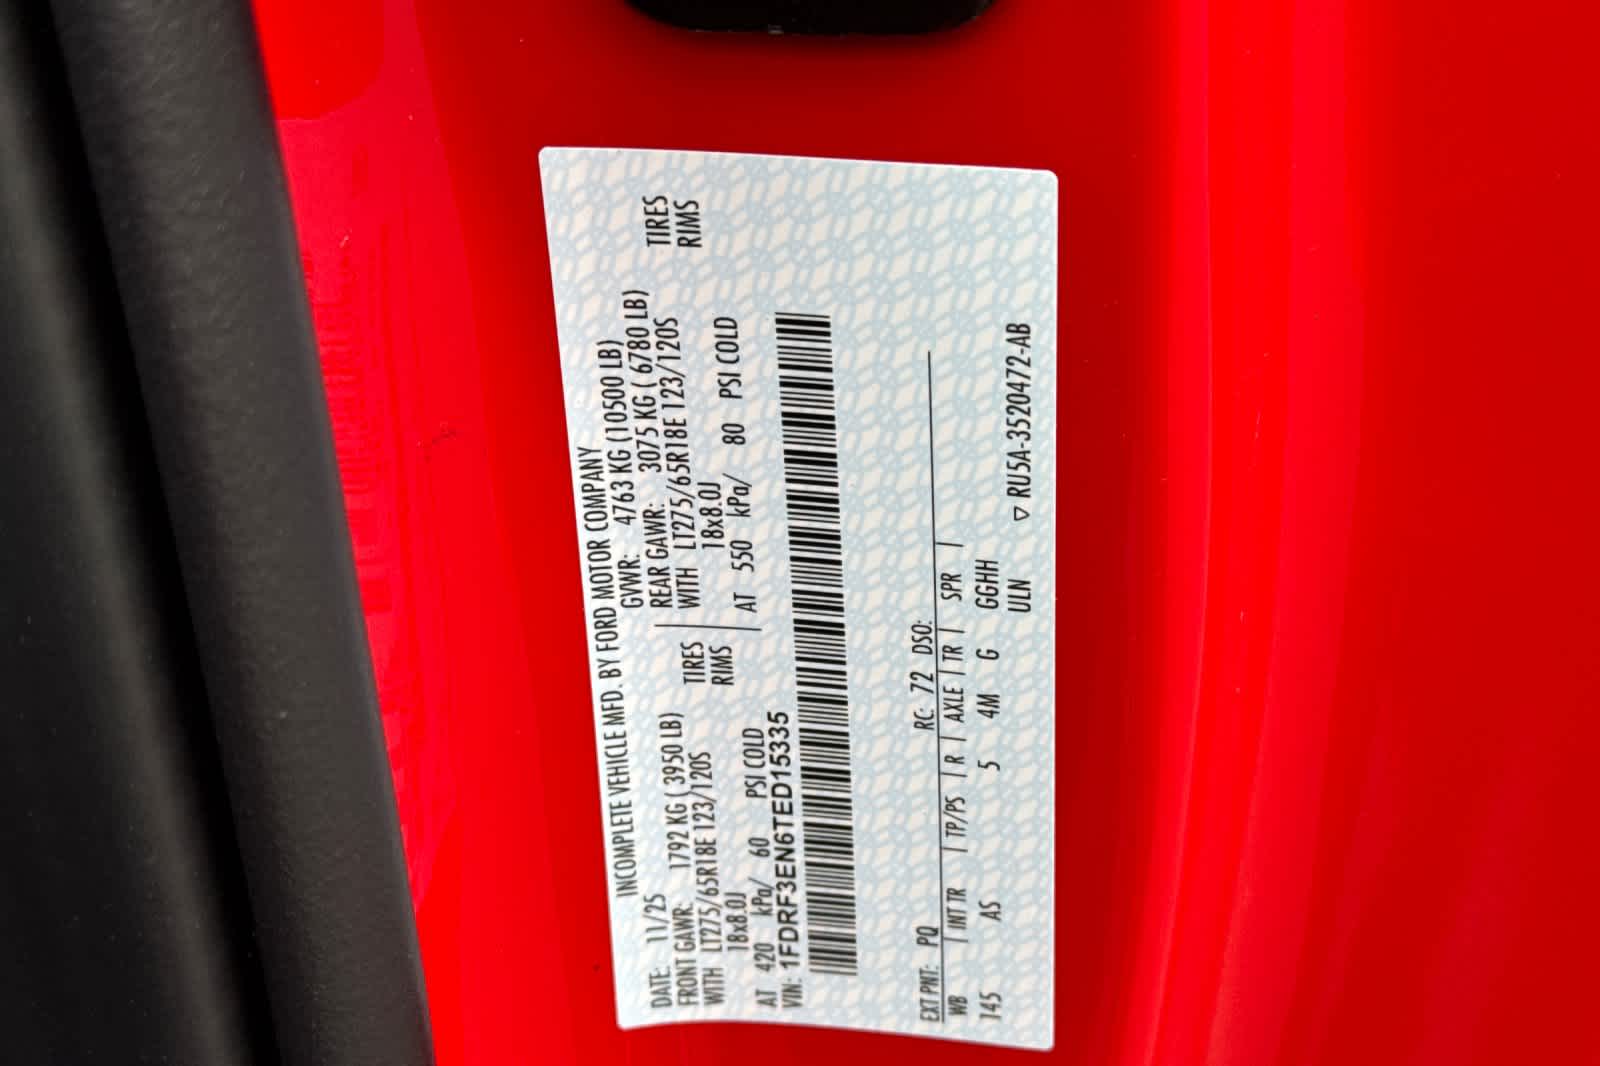 INCOMPLETE VEHICLE MFD. BY FORD MOTOR COMPANY
DATE: 11/25 GVWR: 4763 KG (10500 LB)
FRONT GAWR: 1792 KG ( 3950 LB) REAR GAWR: 3075 KG ( 6780 LB)
WITH LT275/65R18E 123/120S TIRES WITH LT275/65R18E 123/120S TIRES
18x8.0J RIMS 18x8.0J RIMS
AT 420 kPa/ 60 PSI COLD AT 550 kPa/ 80 PSI COLD
VIN: 1FDRF3EN6TED15335
EXT PNT: PQ RC: 72 DSO:
WB | INT TR | TP/PS | R | AXLE | TR | SPR |
145 AS 5 4M G GGHH
ULN ▽ RU5A-3520472-AB